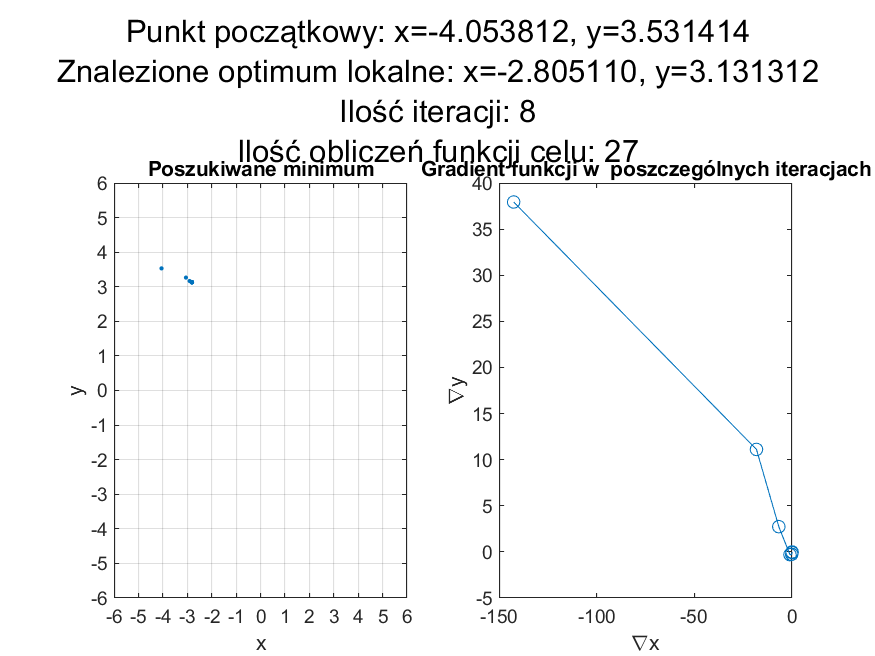 Punkt początkowy: x=-4.053812, y=3.531414
Znalezione optimum lokalne: x=-2.805110, y=3.131312
Ilość iteracji: 8
Ilość obliczeń funkcji celu: 27
Poszukiwane minimum
6
5
4
3
2
1
0
-1
-2
-3
-4
-5
-6
y
-6 -5 -4 -3 -2 -1 0 1 2 3 4 5 6
x
Gradient funkcji w  poszczególnych iteracjach
40
35
30
25
20
15
10
5
0
-5
∇y
-150 -100 -50 0
∇x